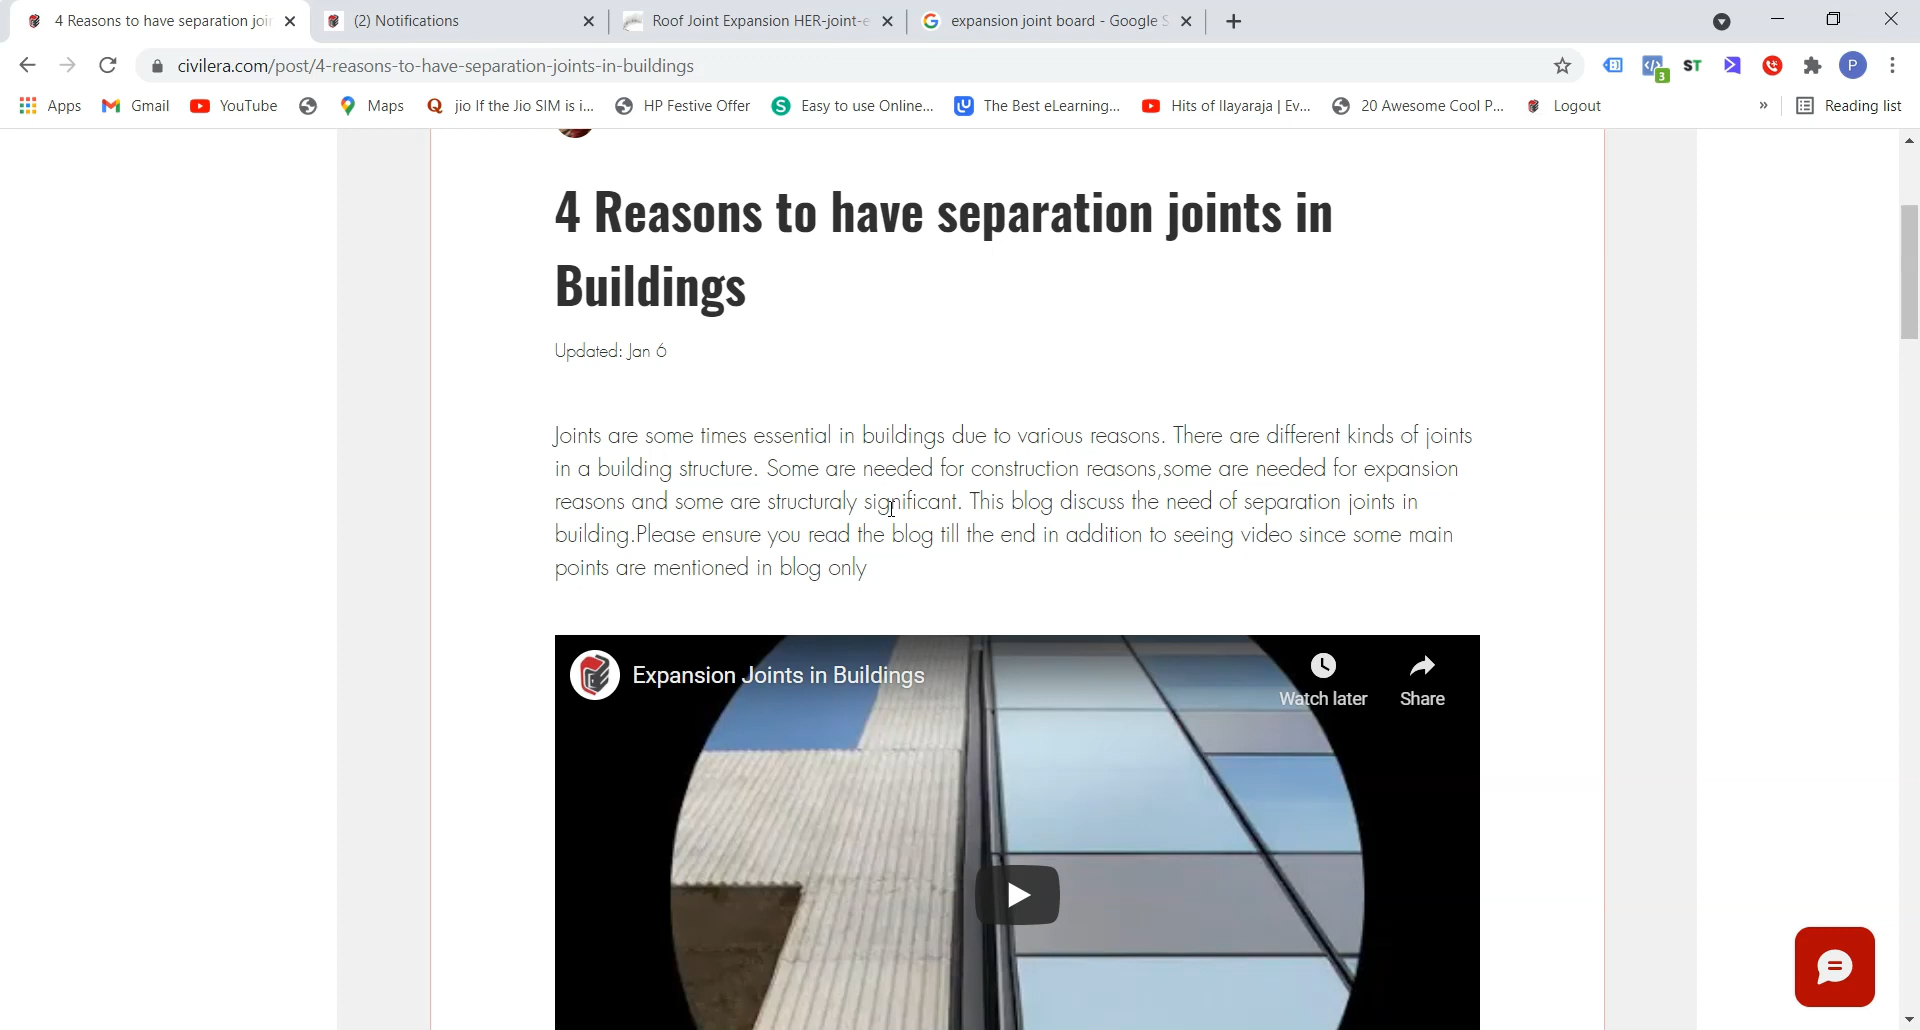 4 Reasons to have separation joi
(2) Notifications
Roof Joint Expansion HER-joint-e
expansion joint board - Google S
civilera.com/post/4-reasons-to-have-separation-joints-in-buildings
3
ST
P
Apps
Gmail
YouTube
Maps
jio If the Jio SIM is i...
HP Festive Offer
Easy to use Online...
The Best eLearning...
Hits of Ilayaraja | Ev...
20 Awesome Cool P...
Logout
»
Reading list
4 Reasons to have separation joints in
Buildings
Updated: Jan 6
Joints are some times essential in buildings due to various reasons. There are different kinds of joints
in a building structure. Some are needed for construction reasons,some are needed for expansion
reasons and some are structuraly significant. This blog discuss the need of separation joints in
building.Please ensure you read the blog till the end in addition to seeing video since some main
points are mentioned in blog only
Expansion Joints in Buildings
Watch later
Share